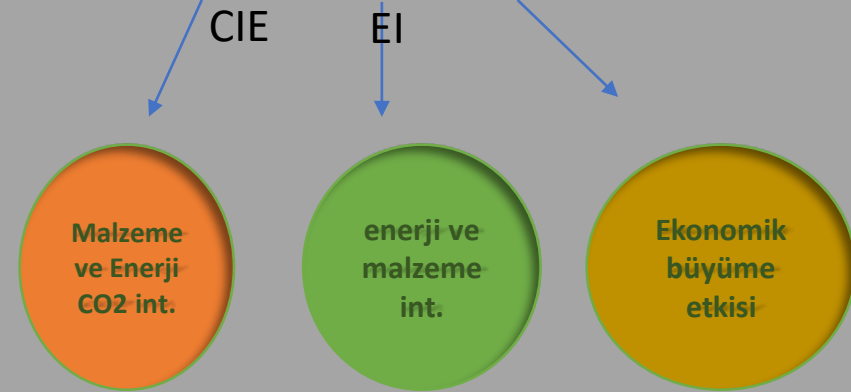 CIE
EI
Malzeme
ve Enerji
CO2 int.
enerji ve
malzeme
int.
Ekonomik
büyüme
etkisi